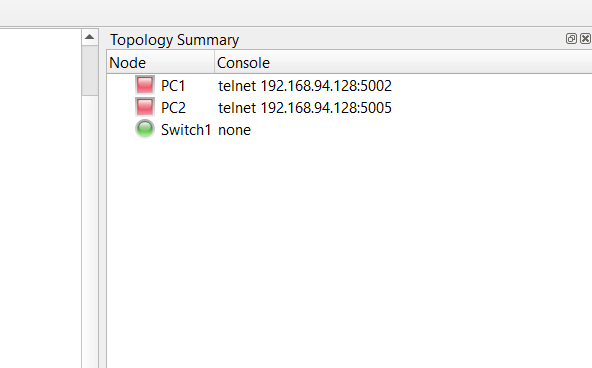 Topology Summary
Node Console
PC1 telnet 192.168.94.128:5002
PC2 telnet 192.168.94.128:5005
Switch1 none